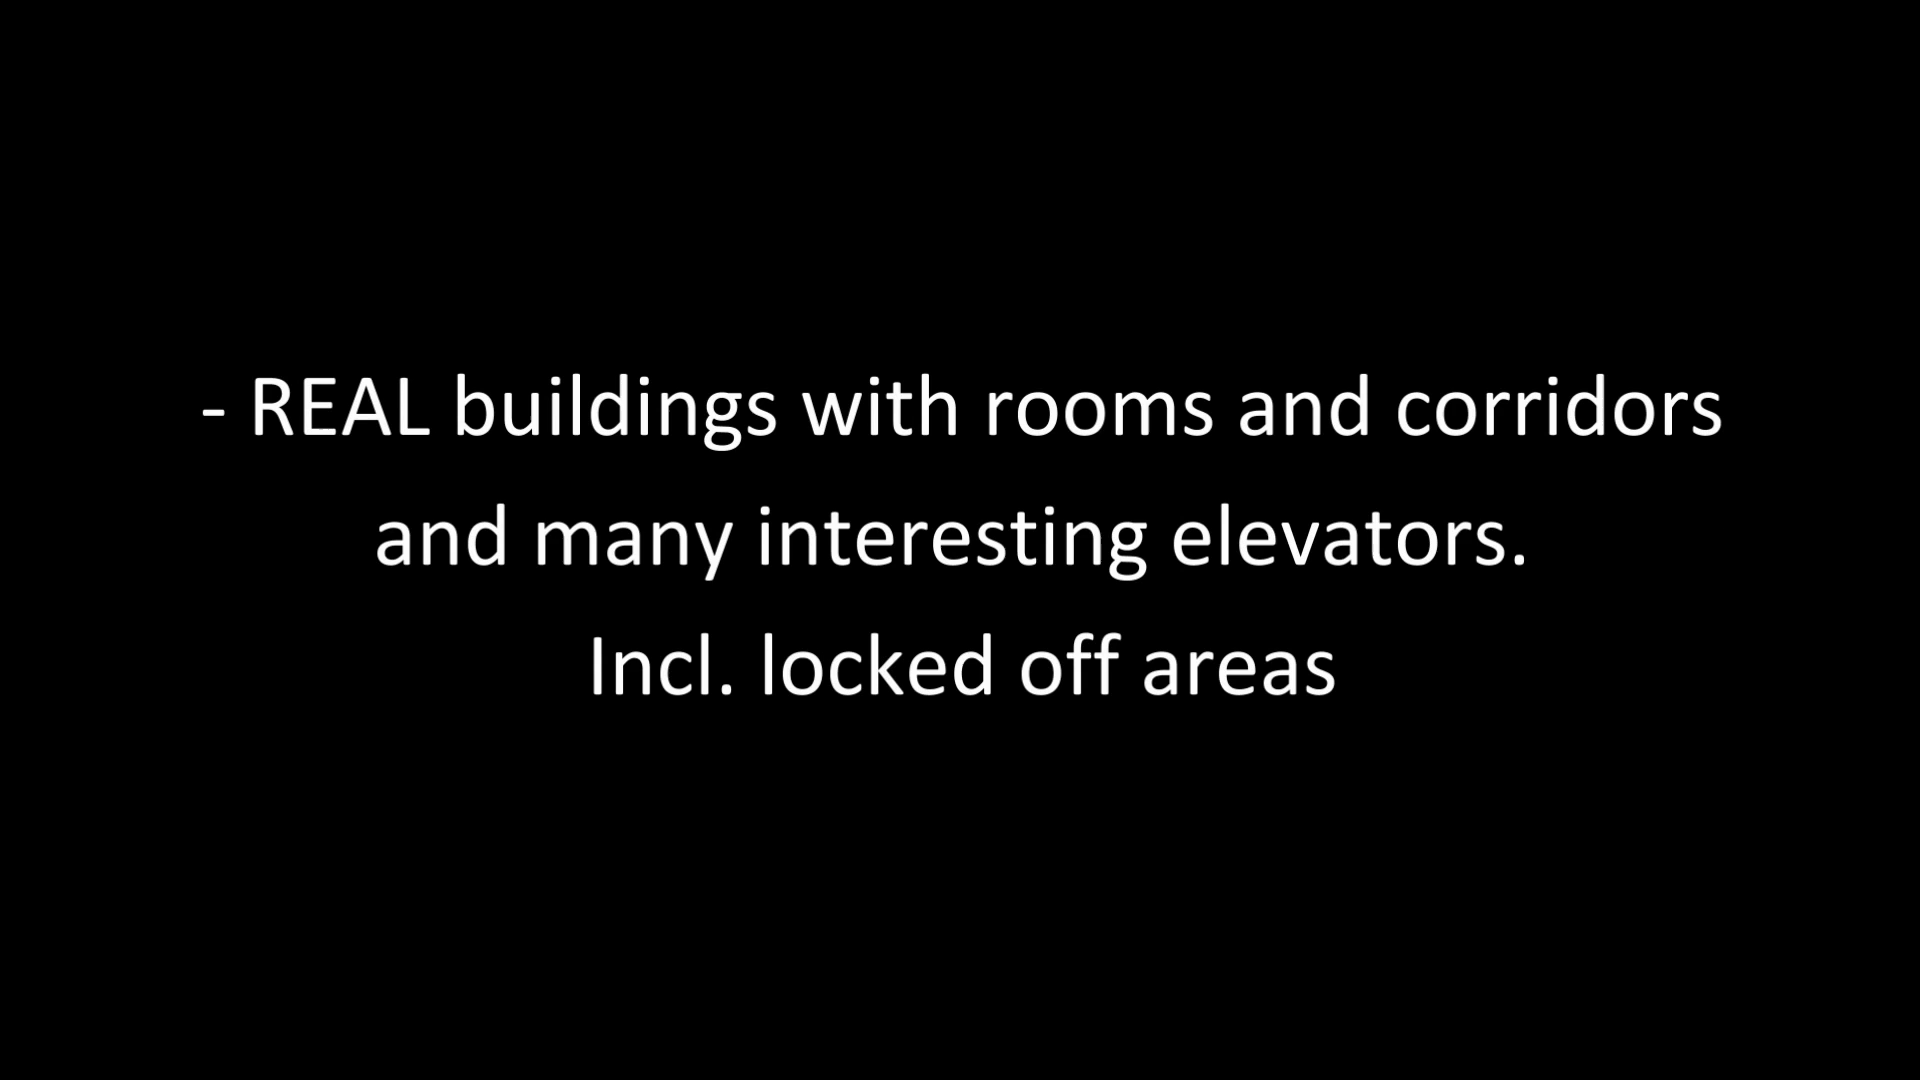 - REAL buildings with rooms and corridors
and many interesting elevators.
Incl. locked off areas